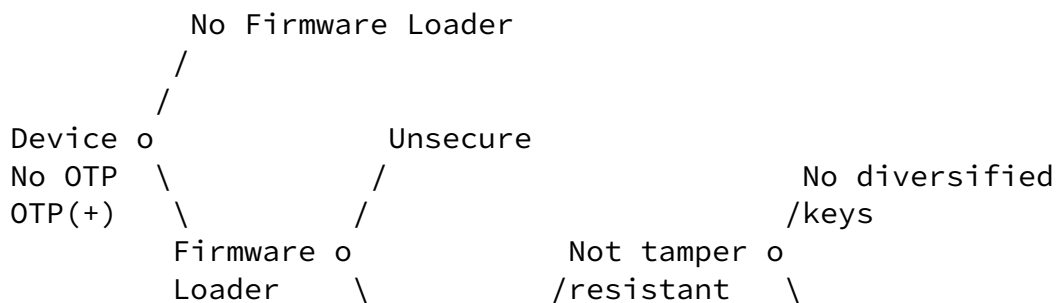 No Firmware Loader
/
/
Device o Unsecure
No OTP \ / No diversified
OTP(+) \ / /keys
Firmware o Not tamper o
Loader \ /resistant \